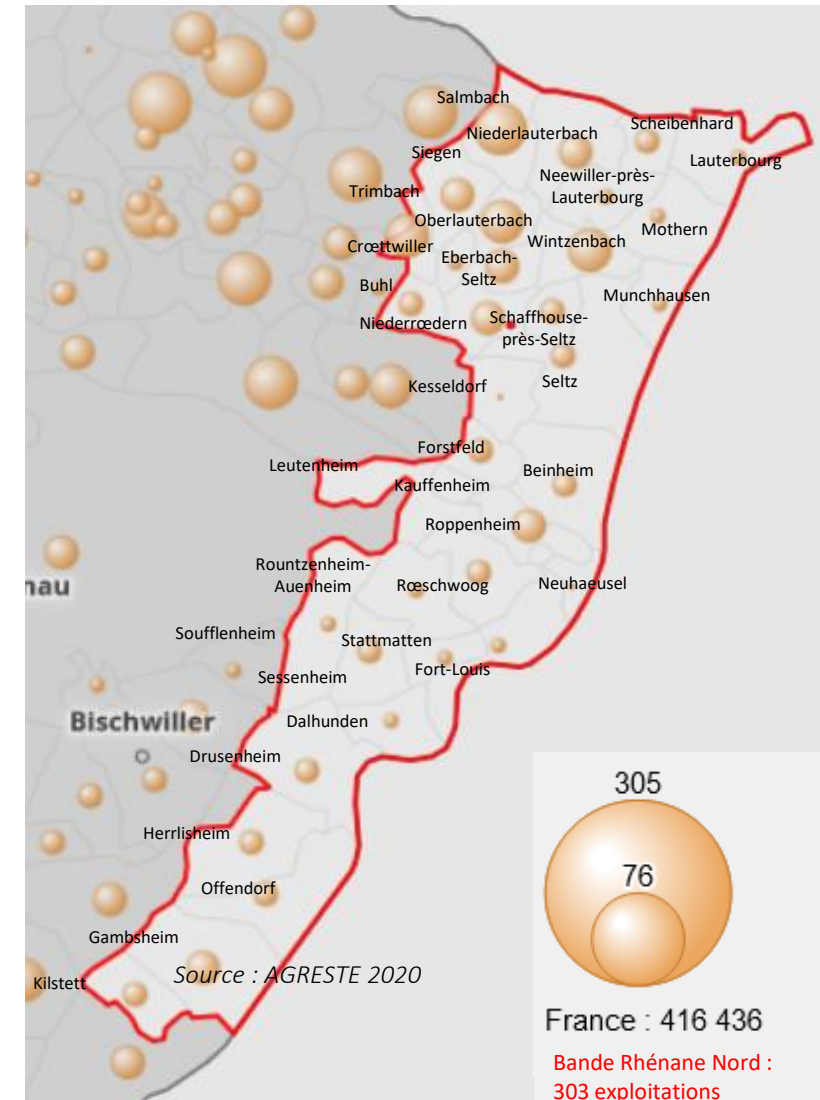 Salmbach
Scheibenhard
Niederlauterbach
Siegen
Lauterbourg
Neewiller-près-
Lauterbourg
Trimbach
Oberlauterbach
Mothern
Wintzenbach
Crœttwiller
Eberbach-
Seltz
Buhl
Munchhausen
Niederrœdern
Schaffhouse-
près-Seltz
Seltz
Kesseldorf
Forstfeld
Leutenheim
Beinheim
Kauffenheim
Roppenheim
Rountzenheim-
Auenheim
nau
Rœschwoog
Neuhaeusel
Soufflenheim
Stattmatten
Fort-Louis
Sessenheim
Bischwiller
Dalhunden
Drusenheim
Herrlisheim
Offendorf
Gambsheim
Kilstett
Source : AGRESTE 2020
305
76
France : 416 436
Bande Rhénane Nord :
303 exploitations